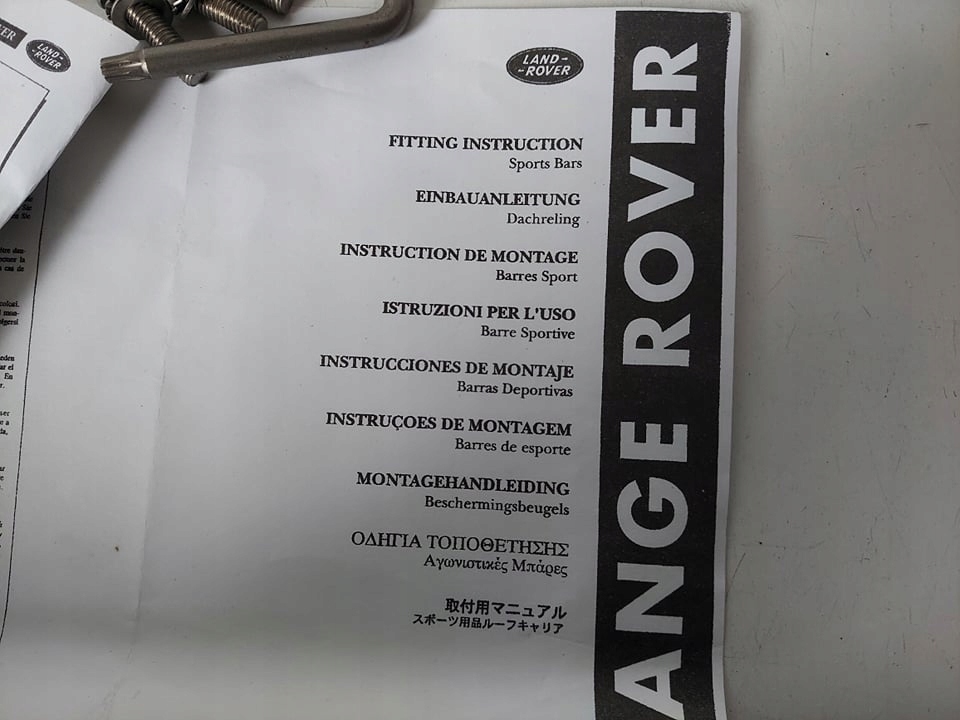 LAND-
-ROVER
LAND-
-ROVER
FITTING INSTRUCTION
Sports Bars
EINBAUANLEITUNG
Dachreling
INSTRUCTION DE MONTAGE
Barres Sport
ISTRUZIONI PER L'USO
Barre Sportive
INSTRUCCIONES DE MONTAJE
Barras Deportivas
INSTRUÇOES DE MONTAGEM
Barres de esporte
MONTAGEHANDLEIDING
Beschermingsbeugels
ΟΔΗΓΙΑ ΤΟΠΟΘΕΤΗΣΗΣ
Αγωνιστικές Μπάρες
取付用マニュアル
スポーツ用品ルーフキャリア
ANGE ROVER